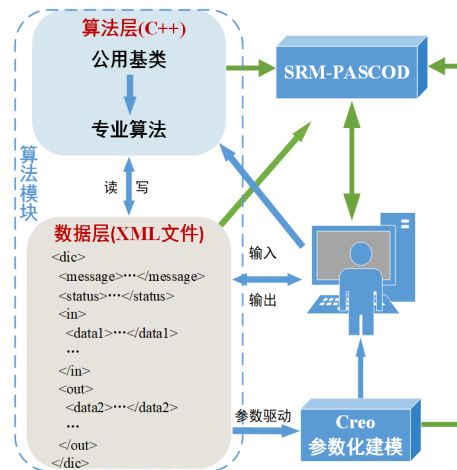 算法层(C++)
公用基类
专业算法
SRM-PASCOD
算法模块
读 写
数据层(XML文件)
<dic>
<message>…</message>
<status>…</status>
<in>
<data1>…</data1>
…
</in>
<out>
<data2>…</data2>
…
</out>
</dic>
输入
输出
参数驱动
Creo
参数化建模